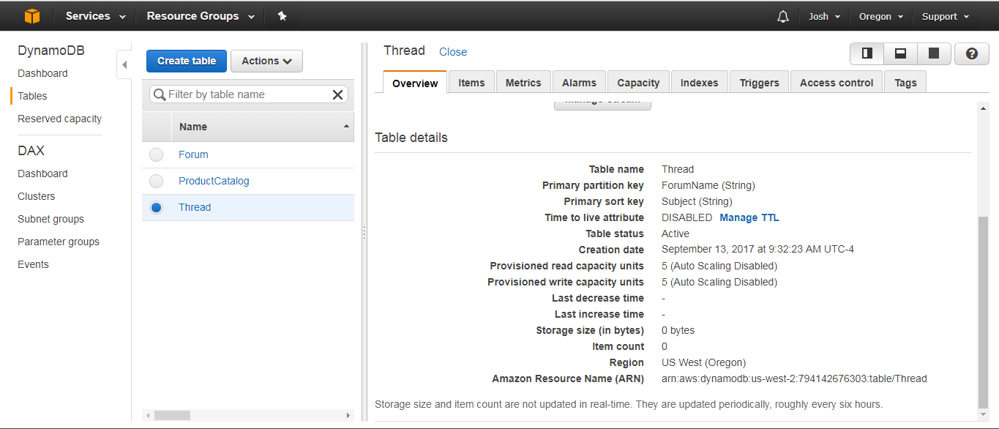 Services Resource Groups Josh Oregon Support
DynamoDB
Dashboard
Tables
Reserved capacity
DAX
Dashboard
Clusters
Subnet groups
Parameter groups
Events
Create table Actions
Filter by table name
Name
Forum
ProductCatalog
Thread
Thread Close
Overview Items Metrics Alarms Capacity Indexes Triggers Access control Tags
Manage Stream
Table details
Table name Thread
Primary partition key ForumName (String)
Primary sort key Subject (String)
Time to live attribute DISABLED Manage TTL
Table status Active
Creation date September 13, 2017 at 9:32:23 AM UTC-4
Provisioned read capacity units 5 (Auto Scaling Disabled)
Provisioned write capacity units 5 (Auto Scaling Disabled)
Last decrease time -
Last increase time -
Storage size (in bytes) 0 bytes
Item count 0
Region US West (Oregon)
Amazon Resource Name (ARN) arn:aws:dynamodb:us-west-2:794142676303:table/Thread
Storage size and item count are not updated in real-time. They are updated periodically, roughly every six hours.